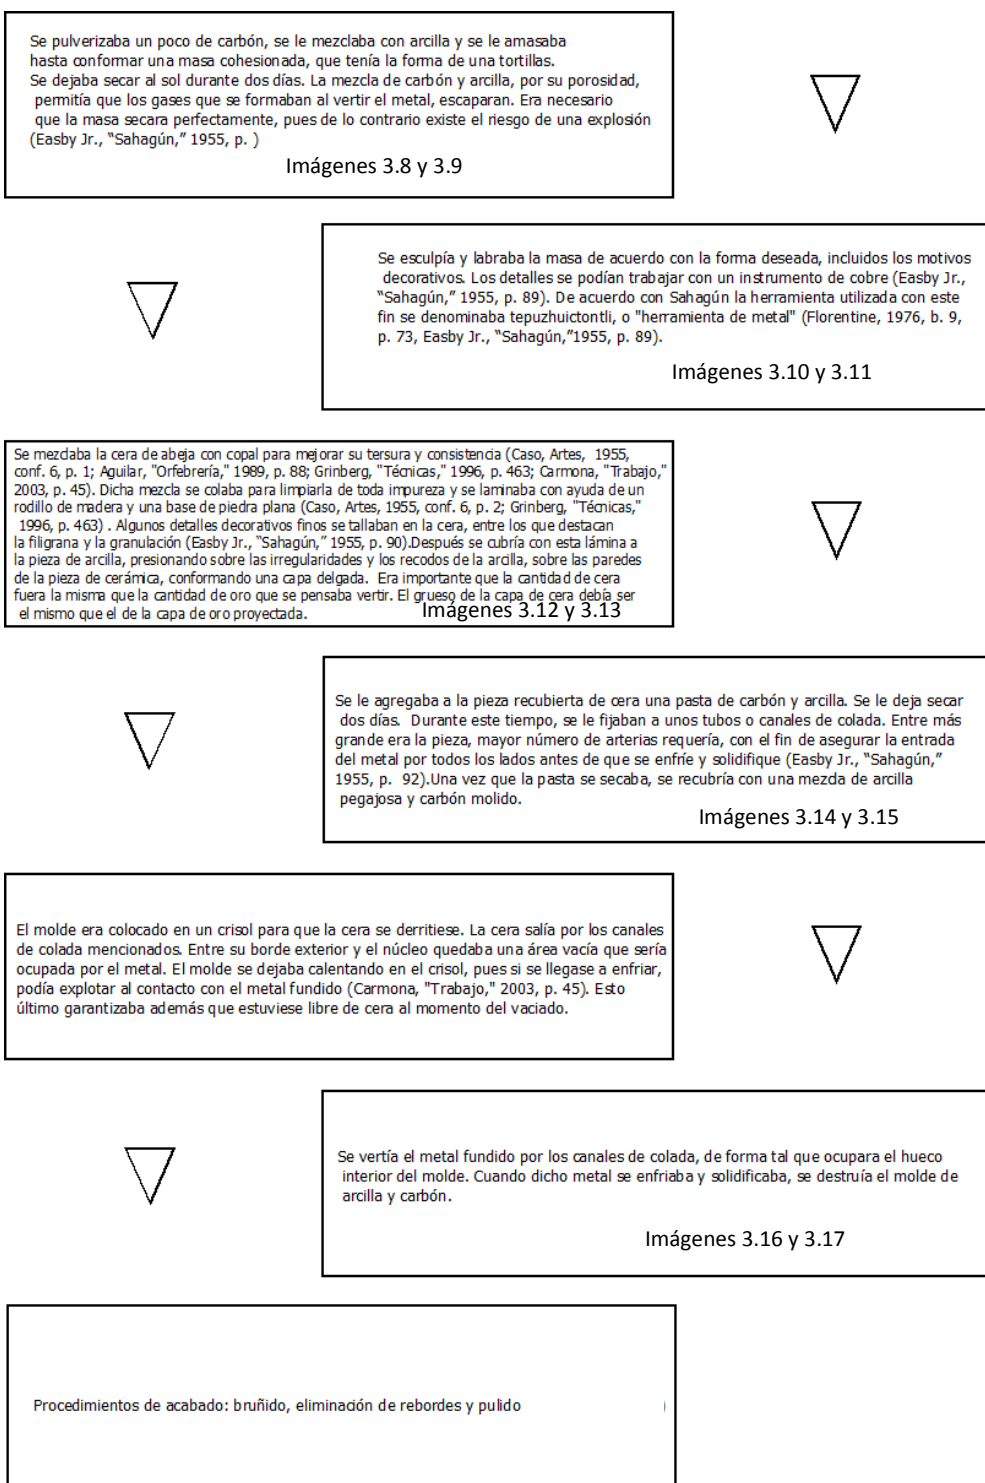 Se pulverizaba un poco de carbón, se le mezclaba con arcilla y se le amasaba
hasta conformar una masa cohesionada, que tenía la forma de una tortillas.
Se dejaba secar al sol durante dos días. La mezcla de carbón y arcilla, por su porosidad,
permitía que los gases que se formaban al vertir el metal, escaparan. Era necesario
que la masa secara perfectamente, pues de lo contrario existe el riesgo de una explosión
(Easby Jr., “Sahagún,” 1955, p. )
Imágenes 3.8 y 3.9
Se esculpía y labraba la masa de acuerdo con la forma deseada, incluidos los motivos
decorativos. Los detalles se podían trabajar con un instrumento de cobre (Easby Jr.,
“Sahagún,” 1955, p. 89). De acuerdo con Sahagún la herramienta utilizada con este
fin se denominaba tepuzhuictontli, o "herramienta de metal" (Florentine, 1976, b. 9,
p. 73, Easby Jr., “Sahagún,”1955, p. 89).
Imágenes 3.10 y 3.11
Se mezclaba la cera de abeja con copal para mejorar su tersura y consistencia (Caso, Artes, 1955,
conf. 6, p. 1; Aguilar, "Orfebrería," 1989, p. 88; Grinberg, "Técnicas," 1996, p. 463; Carmona, "Trabajo,"
2003, p. 45). Dicha mezcla se colaba para limpiarla de toda impureza y se laminaba con ayuda de un
rodillo de madera y una base de piedra plana (Caso, Artes, 1955, conf. 6, p. 2; Grinberg, "Técnicas,"
1996, p. 463) . Algunos detalles decorativos finos se tallaban en la cera, entre los que destacan
la filigrana y la granulación (Easby Jr., “Sahagún,” 1955, p. 90).Después se cubría con esta lámina a
la pieza de arcilla, presionando sobre las irregularidades y los recodos de la arcilla, sobre las paredes
de la pieza de cerámica, conformando una capa delgada. Era importante que la cantidad de cera
fuera la misma que la cantidad de oro que se pensaba vertir. El grueso de la capa de cera debía ser
el mismo que el de la capa de oro proyectada.
Imágenes 3.12 y 3.13
Se le agregaba a la pieza recubierta de cera una pasta de carbón y arcilla. Se le deja secar
dos días. Durante este tiempo, se le fijaban a unos tubos o canales de colada. Entre más
grande era la pieza, mayor número de arterias requería, con el fin de asegurar la entrada
del metal por todos los lados antes de que se enfríe y solidifique (Easby Jr., “Sahagún,”
1955, p. 92).Una vez que la pasta se secaba, se recubría con una mezcla de arcilla
pegajosa y carbón molido.
Imágenes 3.14 y 3.15
El molde era colocado en un crisol para que la cera se derritiese. La cera salía por los canales
de colada mencionados. Entre su borde exterior y el núcleo quedaba una área vacía que sería
ocupada por el metal. El molde se dejaba calentando en el crisol, pues si se llegase a enfriar,
podía explotar al contacto con el metal fundido (Carmona, "Trabajo," 2003, p. 45). Esto
último garantizaba además que estuviese libre de cera al momento del vaciado.
Se vertía el metal fundido por los canales de colada, de forma tal que ocupara el hueco
interior del molde. Cuando dicho metal se enfriaba y solidificaba, se destruía el molde de
arcilla y carbón.
Imágenes 3.16 y 3.17
Procedimientos de acabado: bruñido, eliminación de rebordes y pulido )